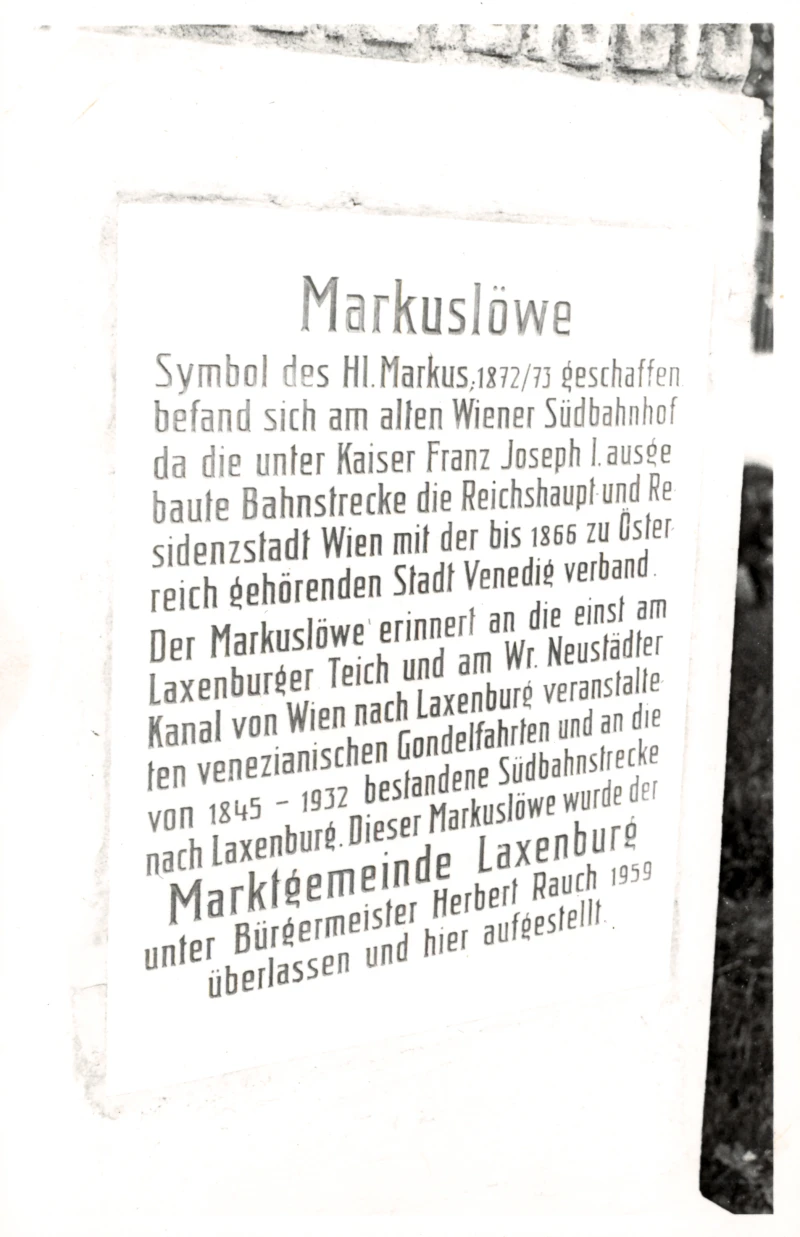 Markuslöwe
Symbol des Hl. Markus, 1872/73 geschaffen
befand sich am alten Wiener Südbahnhof
da die unter Kaiser Franz Joseph I. ausge
baute Bahnstrecke die Reichshaupt-und Re
sidenzstadt Wien mit der bis 1866 zu Öster
reich gehörenden Stadt Venedig verband.
Der Markuslöwe erinnert an die einst am
Laxenburger Teich und am Wr. Neustädter
Kanal von Wien nach Laxenburg veranstalte
ten venezianischen Gondelfahrten und an die
von 1845 - 1932 bestandene Südbahnstrecke
nach Laxenburg. Dieser Markuslöwe wurde der
Marktgemeinde Laxenburg
unter Bürgermeister Herbert Rauch 1959
überlassen und hier aufgestellt.